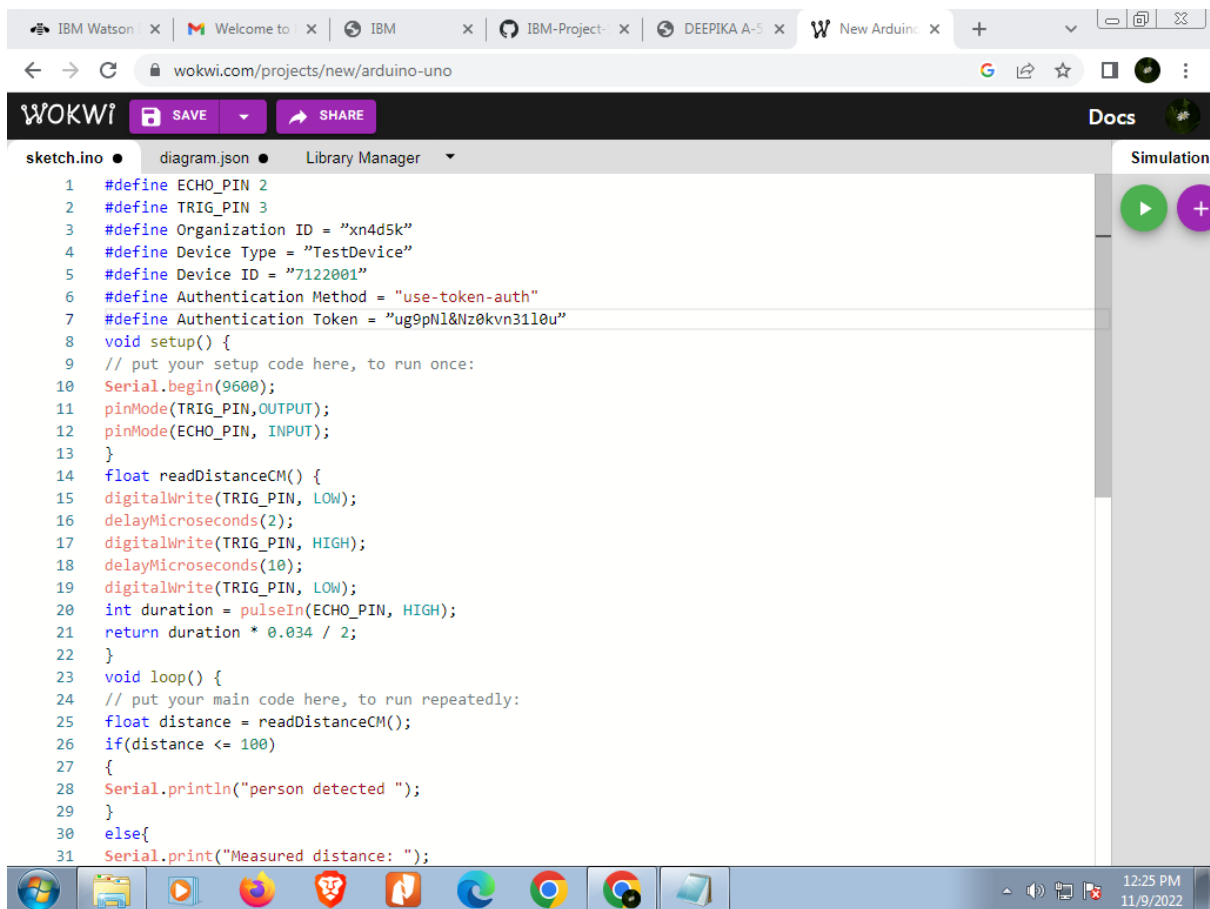 IBM Watson
Welcome to
IBM
IBM-Project-
DEEPIKA A-5
New Arduino
wokwi.com/projects/new/arduino-uno
WOKWI
SAVE
SHARE
Docs
sketch.ino
diagram.json
Library Manager
Simulation
1 #define ECHO_PIN 2
2 #define TRIG_PIN 3
3 #define Organization ID = ”xn4d5k”
4 #define Device Type = ”TestDevice”
5 #define Device ID = ”7122001”
6 #define Authentication Method = "use-token-auth"
7 #define Authentication Token = ”ug9pNl&Nz0kvn31l0u”
8 void setup() {
9 // put your setup code here, to run once:
10 Serial.begin(9600);
11 pinMode(TRIG_PIN,OUTPUT);
12 pinMode(ECHO_PIN, INPUT);
13 }
14 float readDistanceCM() {
15 digitalWrite(TRIG_PIN, LOW);
16 delayMicroseconds(2);
17 digitalWrite(TRIG_PIN, HIGH);
18 delayMicroseconds(10);
19 digitalWrite(TRIG_PIN, LOW);
20 int duration = pulseIn(ECHO_PIN, HIGH);
21 return duration * 0.034 / 2;
22 }
23 void loop() {
24 // put your main code here, to run repeatedly:
25 float distance = readDistanceCM();
26 if(distance <= 100)
27 {
28 Serial.println("person detected ");
29 }
30 else{
31 Serial.print("Measured distance: ");
12:25 PM
11/9/2022